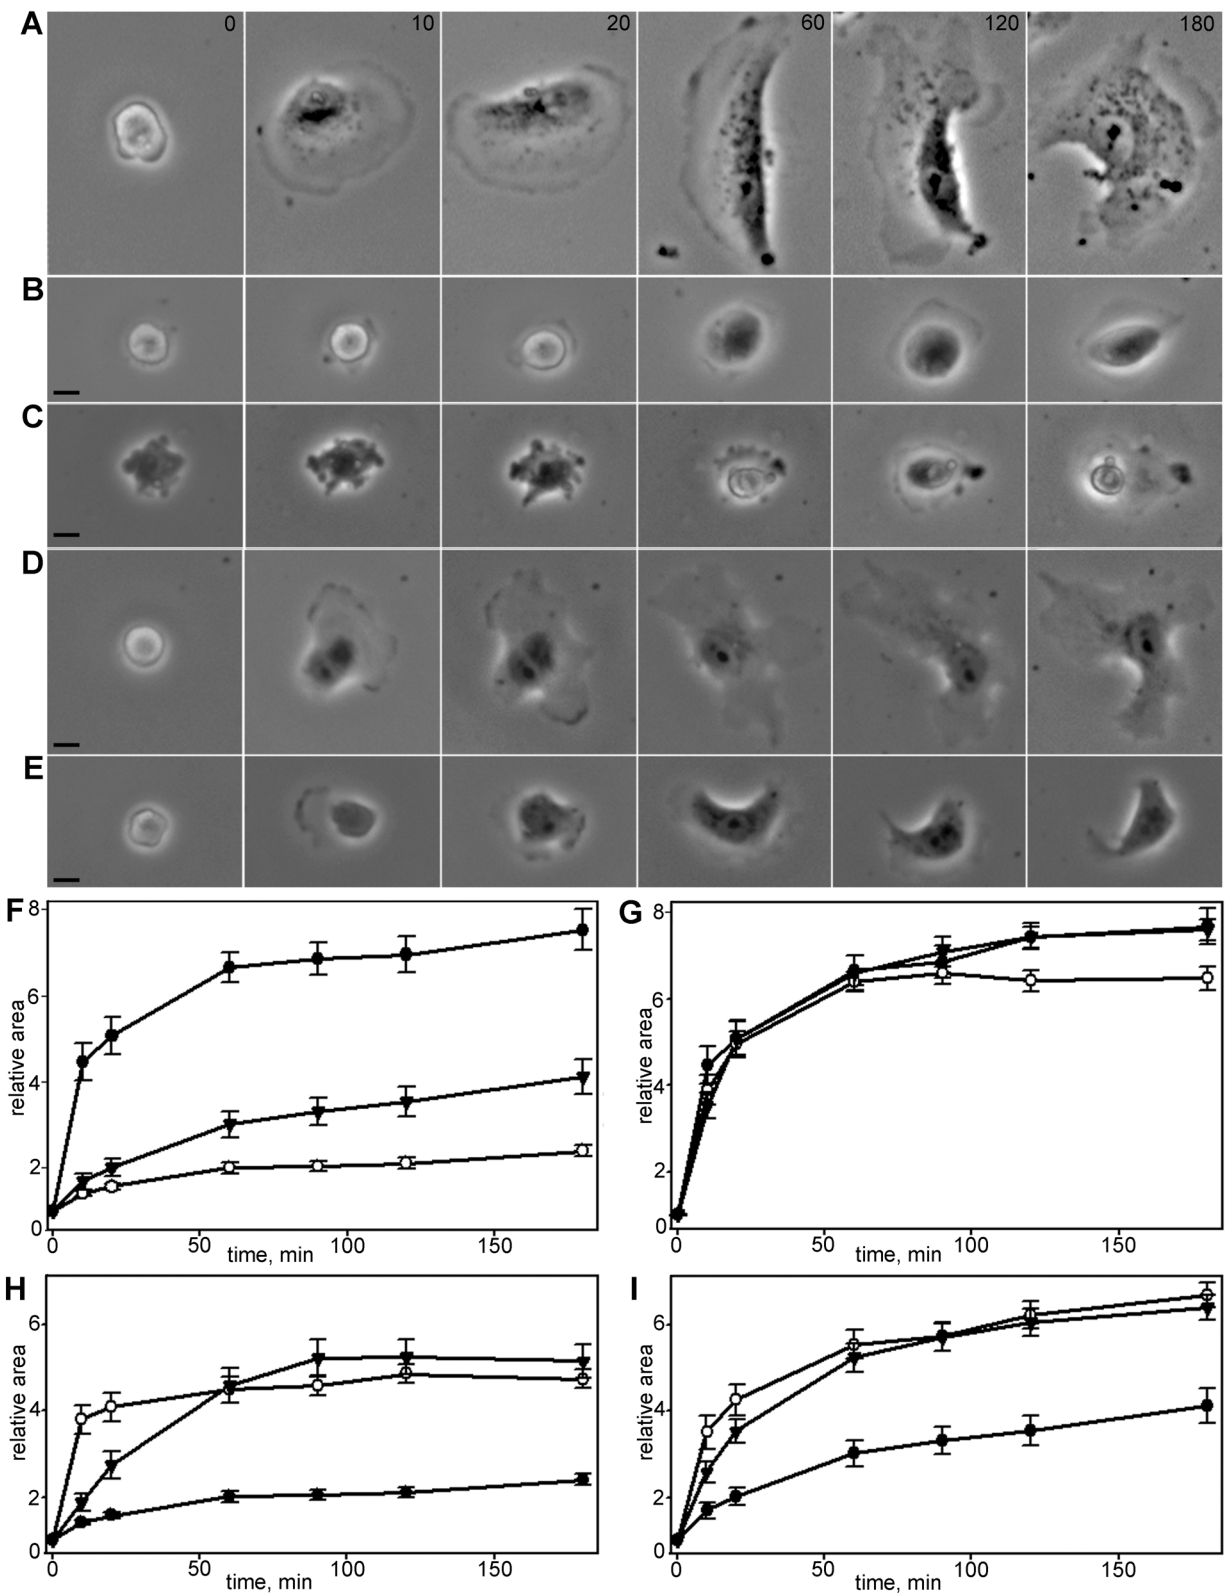 A 0 10 20 60 120 180
B
C
D
E
F G
8 8
6 6
4 4
2 2
0 0
relative area relative area
0 50 100 150 0 50 100 150
time, min time, min
H I
6 6
4 4
2 2
0 0
relative area relative area
0 50 100 150 0 50 100 150
time, min time, min